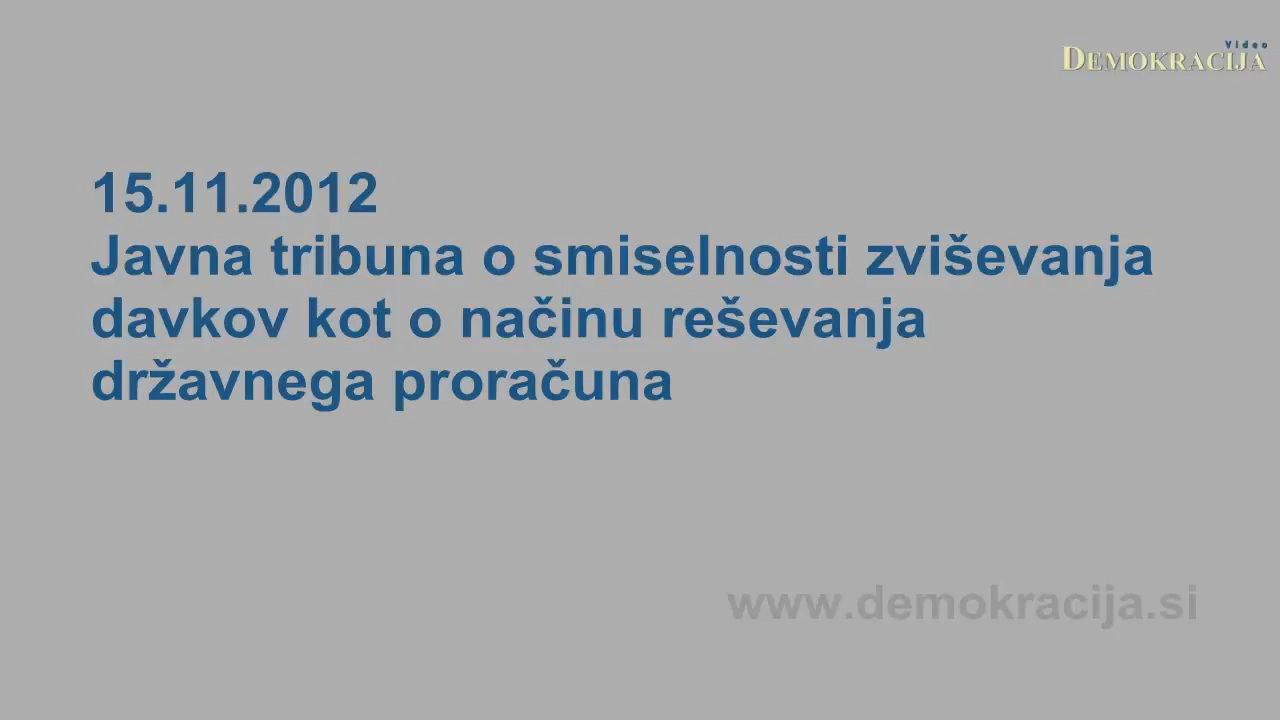 Video
DEMOKRACIJA
15.11.2012
Javna tribuna o smiselnosti zviševanja
davkov kot o načinu reševanja
državnega proračuna
www.demokracija.si